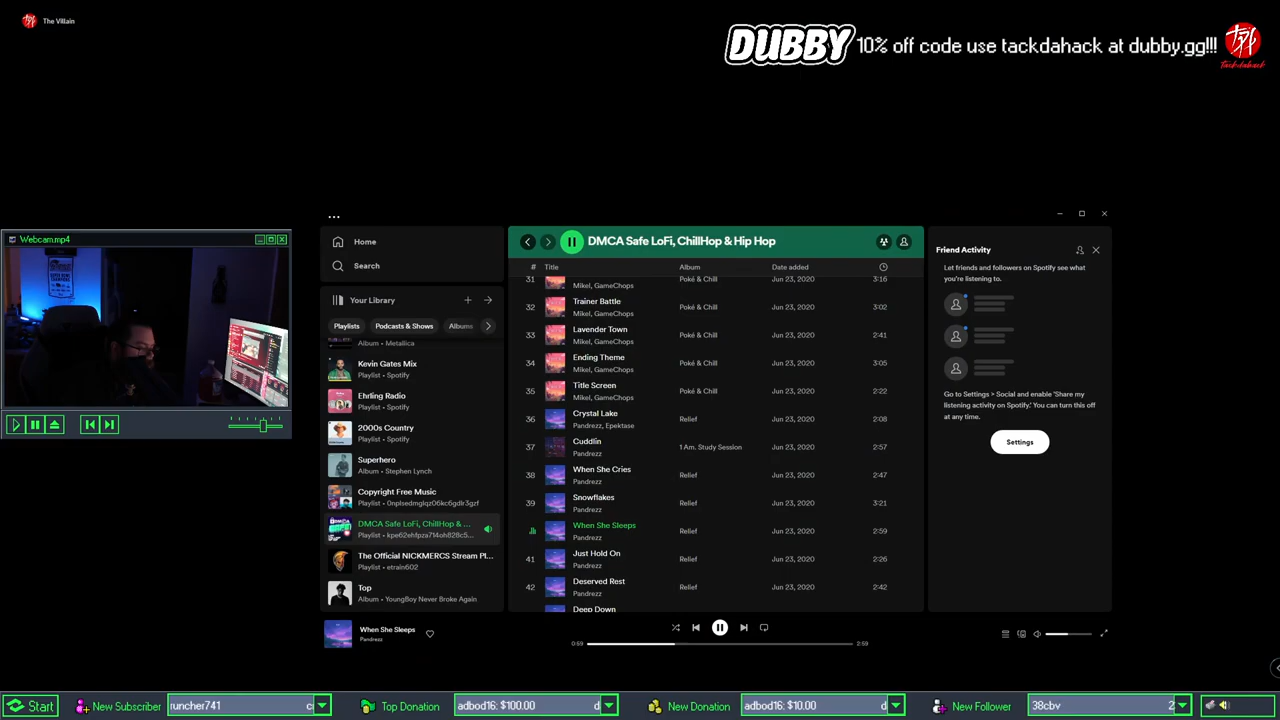 The Villain
DUBBY 10% off code use tackdahack at dubby.gg!!!
Tackdahack
Webcam.mp4
Home
Search
Your Library
Playlists
Podcasts & Shows
Albums
Album • Metallica
Kevin Gates Mix
Playlist • Spotify
Ehrling Radio
Playlist • Spotify
2000s Country
Playlist • Spotify
Superhero
Album • Stephen Lynch
Copyright Free Music
DMCA Safe LoFi, ChillHop & ...
The Official NICKMERCS Stream Pl...
Playlist • etrain602
Top
Album • YoungBoy Never Broke Again
DMCA Safe LoFi, ChillHop & Hip Hop
# Title Album Date added
31 Mikel, GameChops Poké & Chill Jun 23, 2020 3:16
32 Trainer Battle Poké & Chill Jun 23, 2020 3:02
Mikel, GameChops
33 Lavender Town Poké & Chill Jun 23, 2020 2:41
Mikel, GameChops
34 Ending Theme Poké & Chill Jun 23, 2020 3:05
Mikel, GameChops
35 Title Screen Poké & Chill Jun 23, 2020 2:22
Mikel, GameChops
36 Crystal Lake Relief Jun 23, 2020 2:08
Pandrezz, Epektase
37 Cuddlin 1 Am. Study Session Jun 23, 2020 2:57
Pandrezz
38 When She Cries Relief Jun 23, 2020 2:47
Pandrezz
39 Snowflakes Relief Jun 23, 2020 3:21
Pandrezz
When She Sleeps Relief Jun 23, 2020 2:59
Pandrezz
41 Just Hold On Relief Jun 23, 2020 2:26
Pandrezz
42 Deserved Rest Relief Jun 23, 2020 2:42
Pandrezz
Deep Down
Friend Activity
Let friends and followers on Spotify see what
you're listening to.
Go to Settings > Social and enable 'Share my
listening activity on Spotify.' You can turn this off
at any time.
Settings
When She Sleeps
Pandrezz
0:59 2:59
Start
New Subscriber
runcher741
Top Donation
adbod16: $100.00
New Donation
adbod16: $10.00
New Follower
38cbv